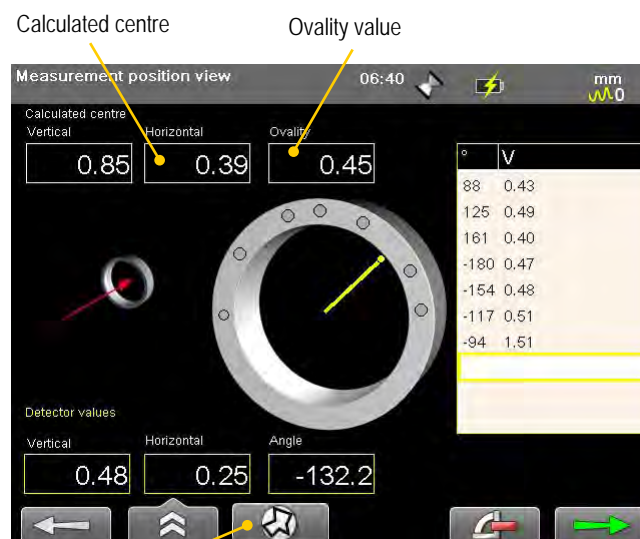 Calculated centre Ovality value
Measurement position view 06:40 mm
0
Calculated centre
Vertical Horizontal Ovality
0.85 0.39 0.45
° V
88 0.43
125 0.49
161 0.40
-180 0.47
-154 0.48
-117 0.51
-94 1.51
Detector values
Vertical Horizontal Angle
0.48 0.25 -132.2